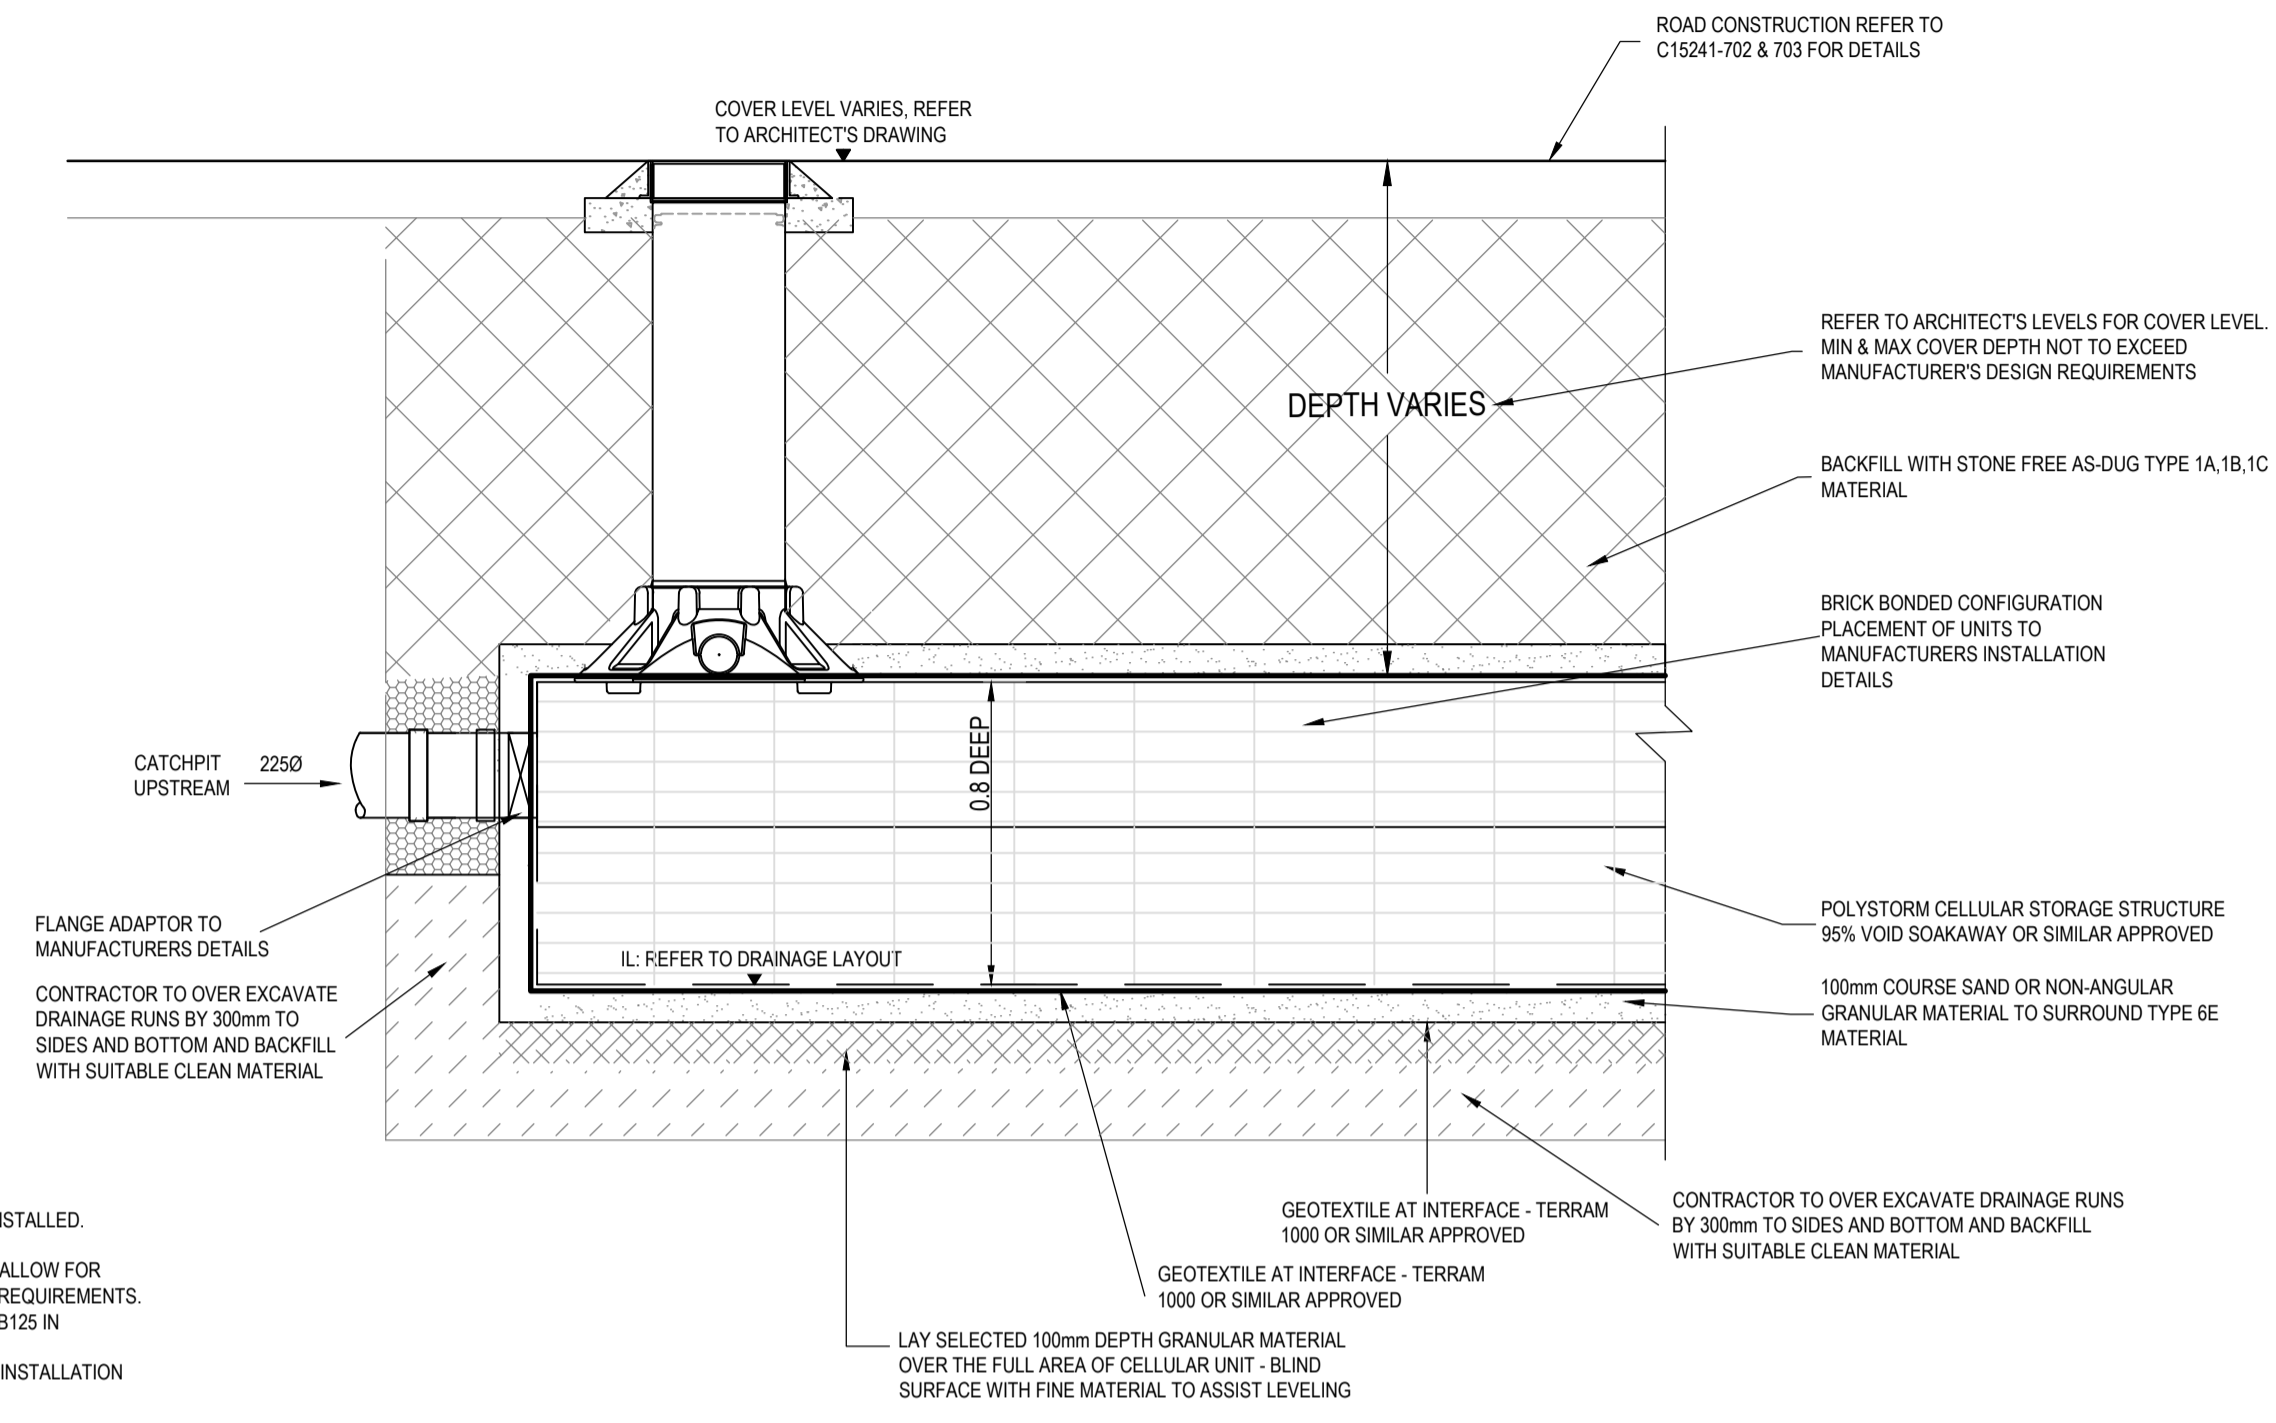 ROAD CONSTRUCTION REFER TO
C15241-702 & 703 FOR DETAILS
COVER LEVEL VARIES, REFER
TO ARCHITECT'S DRAWING
REFER TO ARCHITECT'S LEVELS FOR COVER LEVEL.
MIN & MAX COVER DEPTH NOT TO EXCEED
MANUFACTURER'S DESIGN REQUIREMENTS
DEPTH VARIES
BACKFILL WITH STONE FREE AS-DUG TYPE 1A,1B,1C
MATERIAL
BRICK BONDED CONFIGURATION
PLACEMENT OF UNITS TO
MANUFACTURERS INSTALLATION
DETAILS
0.8 DEEP
CATCHPIT
UPSTREAM
225Ø
FLANGE ADAPTOR TO
MANUFACTURERS DETAILS
POLYSTORM CELLULAR STORAGE STRUCTURE
95% VOID SOAKAWAY OR SIMILAR APPROVED
IL: REFER TO DRAINAGE LAYOUT
CONTRACTOR TO OVER EXCAVATE
DRAINAGE RUNS BY 300mm TO
SIDES AND BOTTOM AND BACKFILL
WITH SUITABLE CLEAN MATERIAL
100mm COURSE SAND OR NON-ANGULAR
GRANULAR MATERIAL TO SURROUND TYPE 6E
MATERIAL
GEOTEXTILE AT INTERFACE - TERRAM
1000 OR SIMILAR APPROVED
CONTRACTOR TO OVER EXCAVATE DRAINAGE RUNS
BY 300mm TO SIDES AND BOTTOM AND BACKFILL
WITH SUITABLE CLEAN MATERIAL
GEOTEXTILE AT INTERFACE - TERRAM
1000 OR SIMILAR APPROVED
LAY SELECTED 100mm DEPTH GRANULAR MATERIAL
OVER THE FULL AREA OF CELLULAR UNIT - BLIND
SURFACE WITH FINE MATERIAL TO ASSIST LEVELING
ALLOW FOR
REQUIREMENTS.
B125 IN
INSTALLATION